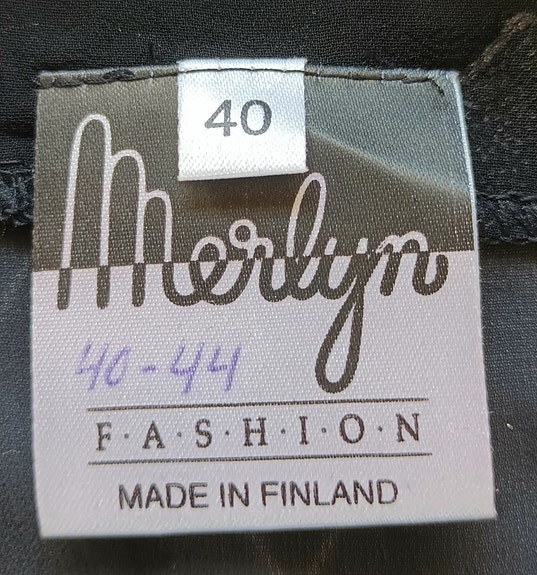 40
Merlyn
40-44
F·A·S·H·I·O·N
MADE IN FINLAND